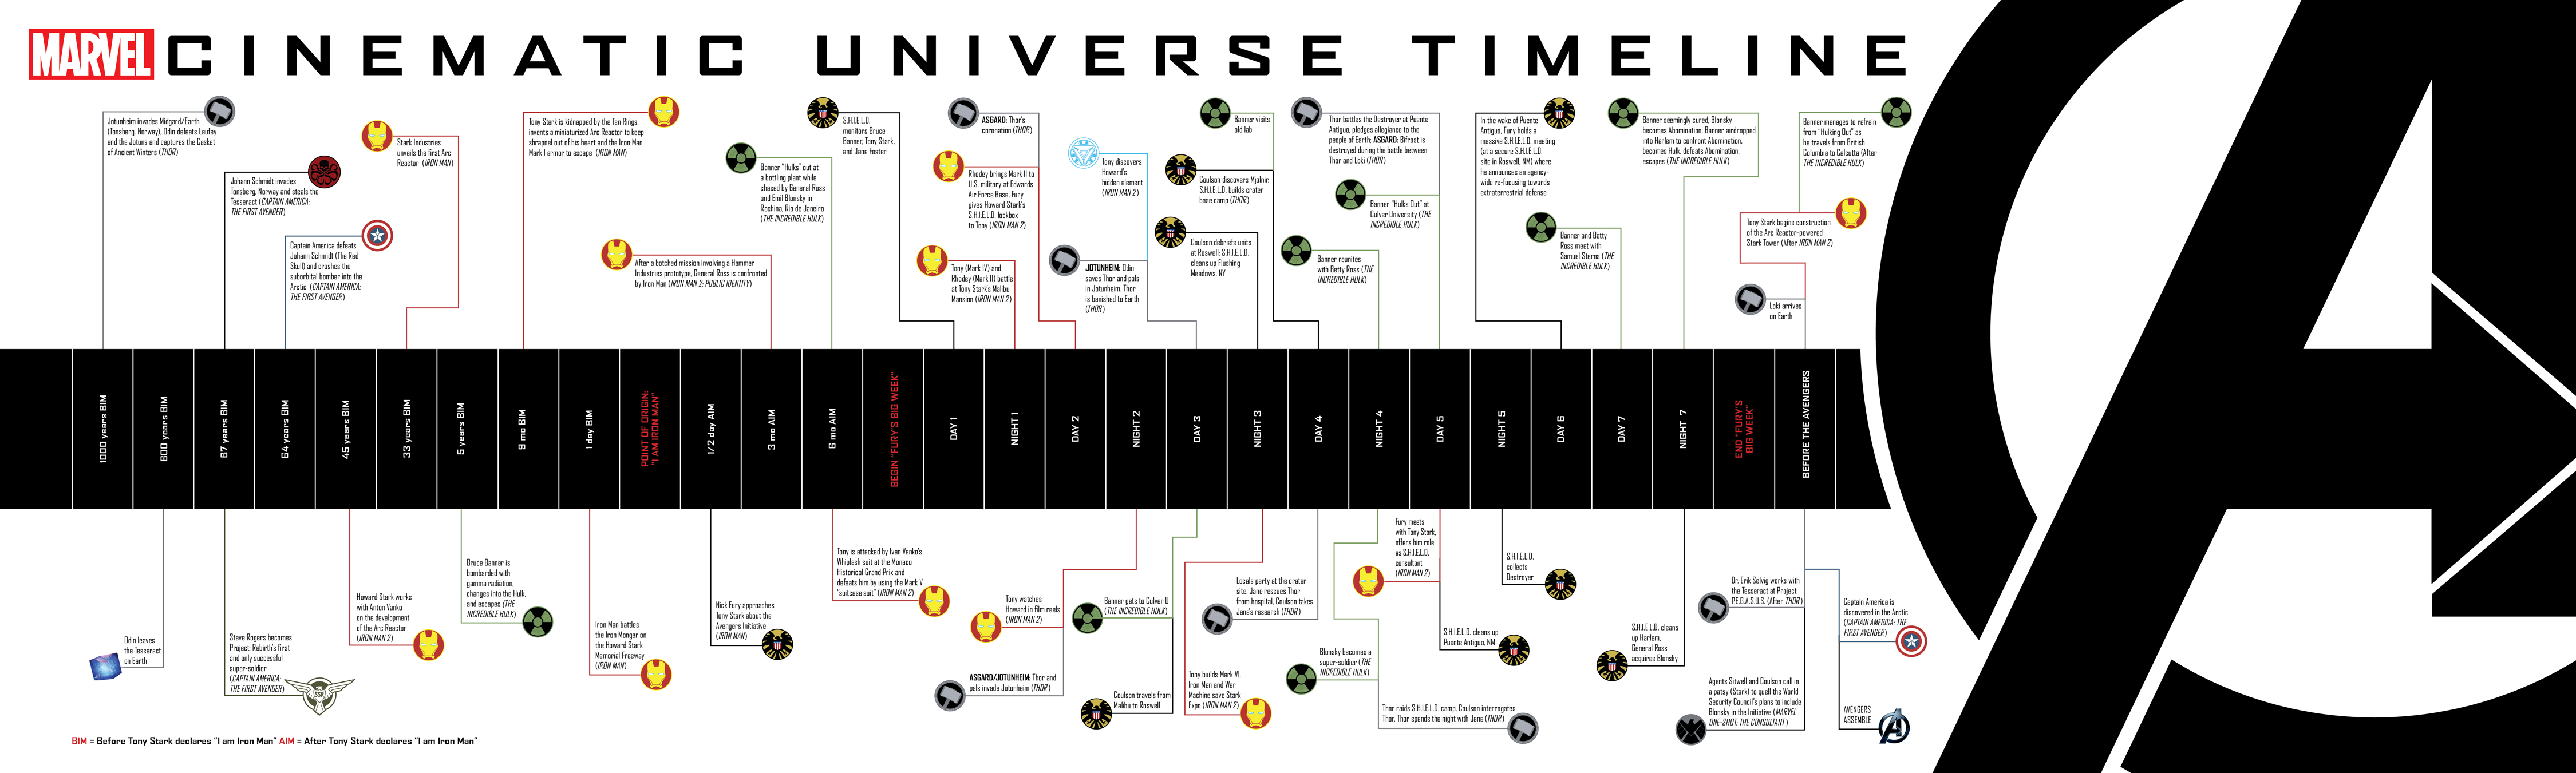 MARVEL CINEMATIC UNIVERSE TIMELINE
Jotunheim invades Midgard/Earth
(Tønsberg, Norway), Odin defeats Laufey
and the Jotuns and captures the Casket
of Ancient Winters (THOR)
Johann Schmidt invades
Tønsberg, Norway and steals the
Tesseract (CAPTAIN AMERICA:
THE FIRST AVENGER)
Captain America defeats
Johann Schmidt (The Red
Skull) and crashes the
suborbital bomber into the
Arctic (CAPTAIN AMERICA:
THE FIRST AVENGER)
Stark Industries
unveils the first Arc
Reactor (IRON MAN)
Tony Stark is kidnapped by the Ten Rings,
invents a miniaturized Arc Reactor to keep
shrapnel out of his heart and the Iron Man
Mark I armor to escape (IRON MAN)
After a botched mission involving a Hammer
Industries prototype, General Ross is confronted
by Iron Man (IRON MAN 2: PUBLIC IDENTITY)
Banner "Hulks" out at
a bottling plant while
chased by General Ross
and Emil Blonsky in
Rochina, Rio de Janeiro
(THE INCREDIBLE HULK)
S.H.I.E.L.D.
monitors Bruce
Banner, Tony Stark,
and Jane Foster
ASGARD: Thor's
coronation (THOR)
Rhodey brings Mark II to
U.S. military at Edwards
Air Force Base, Fury
gives Howard Stark's
S.H.I.E.L.D. lockbox
to Tony (IRON MAN 2)
Tony (Mark IV) and
Rhodey (Mark II) battle
at Tony Stark's Malibu
Mansion (IRON MAN 2)
Tony discovers
Howard's
hidden element
(IRON MAN 2)
JOTUNHEIM: Odin
saves Thor and pals
in Jotunheim. Thor
is banished to Earth
(THOR)
Coulson discovers Mjolnir,
S.H.I.E.L.D. builds crater
base camp (THOR)
Coulson debriefs units
at Roswell; S.H.I.E.L.D.
cleans up Flushing
Meadows, NY
Banner visits
old lab
Banner reunites
with Betty Ross (THE
INCREDIBLE HULK)
Thor battles the Destroyer at Puente
Antiguo, pledges allegiance to the
people of Earth; ASGARD: Bifrost is
destroyed during the battle between
Thor and Loki (THOR)
Banner "Hulks Out" at
Culver University (THE
INCREDIBLE HULK)
In the wake of Puente
Antiguo, Fury holds a
massive S.H.I.E.L.D. meeting
(at a secure S.H.I.E.L.D.
site in Roswell, NM) where
he announces an agency-
wide re-focusing towards
extraterrestrial defense
Banner and Betty
Ross meet with
Samuel Sterns (THE
INCREDIBLE HULK)
Banner seemingly cured, Blonsky
becomes Abomination; Banner airdropped
into Harlem to confront Abomination,
becomes Hulk, defeats Abomination,
escapes (THE INCREDIBLE HULK)
Banner manages to refrain
from "Hulking Out" as
he travels from British
Columbia to Calcutta (After
THE INCREDIBLE HULK)
Tony Stark begins construction
of the Arc Reactor-powered
Stark Tower (After IRON MAN 2)
Loki arrives
on Earth
1000 years BIM
600 years BIM
67 years BIM
64 years BIM
45 years BIM
33 years BIM
5 years BIM
9 mo BIM
1 day BIM
POINT OF ORIGIN:
"I AM IRON MAN"
1/2 day AIM
3 mo AIM
6 mo AIM
BEGIN "FURY'S BIG WEEK"
DAY 1
NIGHT 1
DAY 2
NIGHT 2
DAY 3
NIGHT 3
DAY 4
NIGHT 4
DAY 5
NIGHT 5
DAY 6
DAY 7
NIGHT 7
END "FURY'S
BIG WEEK"
BEFORE THE AVENGERS
Odin leaves
the Tesseract
on Earth
Steve Rogers becomes
Project: Rebirth's first
and only successful
super-soldier
(CAPTAIN AMERICA:
THE FIRST AVENGER)
SSR
Howard Stark works
with Anton Vanko
on the development
of the Arc Reactor
(IRON MAN 2)
Bruce Banner is
bombarded with
gamma radiation,
changes into the Hulk,
and escapes (THE
INCREDIBLE HULK)
Iron Man battles
the Iron Monger on
the Howard Stark
Memorial Freeway
(IRON MAN)
Nick Fury approaches
Tony Stark about the
Avengers Initiative
(IRON MAN)
Tony is attacked by Ivan Vanko's
Whiplash suit at the Monaco
Historical Grand Prix and
defeats him by using the Mark V
"suitcase suit" (IRON MAN 2)
Tony watches
Howard in film reels
(IRON MAN 2)
ASGARD/JOTUNHEIM: Thor and
pals invade Jotunheim (THOR)
Banner gets to Culver U
(THE INCREDIBLE HULK)
Coulson travels from
Malibu to Roswell
Tony builds Mark VI,
Iron Man and War
Machine save Stark
Expo (IRON MAN 2)
Locals party at the crater
site, Jane rescues Thor
from hospital, Coulson takes
Jane's research (THOR)
Blonsky becomes a
super-soldier (THE
INCREDIBLE HULK)
Thor raids S.H.I.E.L.D. camp, Coulson interrogates
Thor; Thor spends the night with Jane (THOR)
Fury meets
with Tony Stark,
offers him role
as S.H.I.E.L.D.
consultant
(IRON MAN 2)
S.H.I.E.L.D. cleans up
Puente Antiguo, NM
S.H.I.E.L.D.
collects
Destroyer
S.H.I.E.L.D. cleans
up Harlem,
General Ross
acquires Blonsky
Dr. Erik Selvig works with
the Tesseract at Project:
P.E.G.A.S.U.S. (After THOR)
Agents Sitwell and Coulson call in
a patsy (Stark) to quell the World
Security Council's plans to include
Blonsky in the Initiative (MARVEL
ONE-SHOT: THE CONSULTANT)
Captain America is
discovered in the Arctic
(CAPTAIN AMERICA: THE
FIRST AVENGER)
AVENGERS
ASSEMBLE
BIM = Before Tony Stark declares "I am Iron Man" AIM = After Tony Stark declares "I am Iron Man"